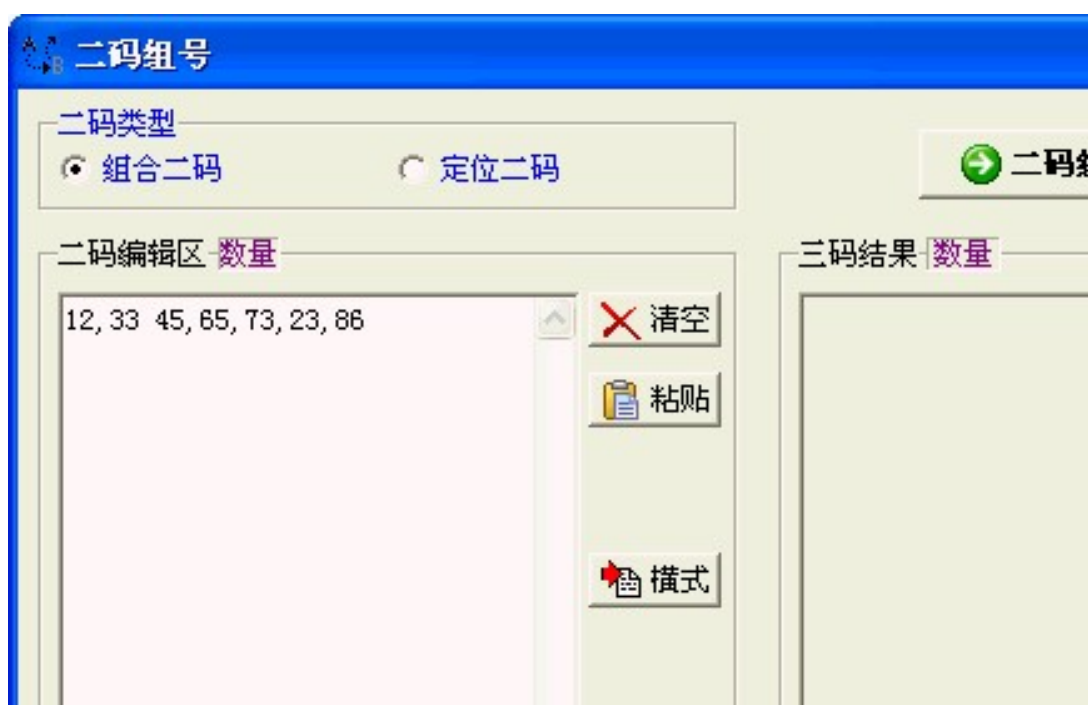 二码组号
二码类型
组合二码 定位二码
二码
二码编辑区 数量
12,33 45,65,73,23,86
清空
粘贴
横式
三码结果 数量